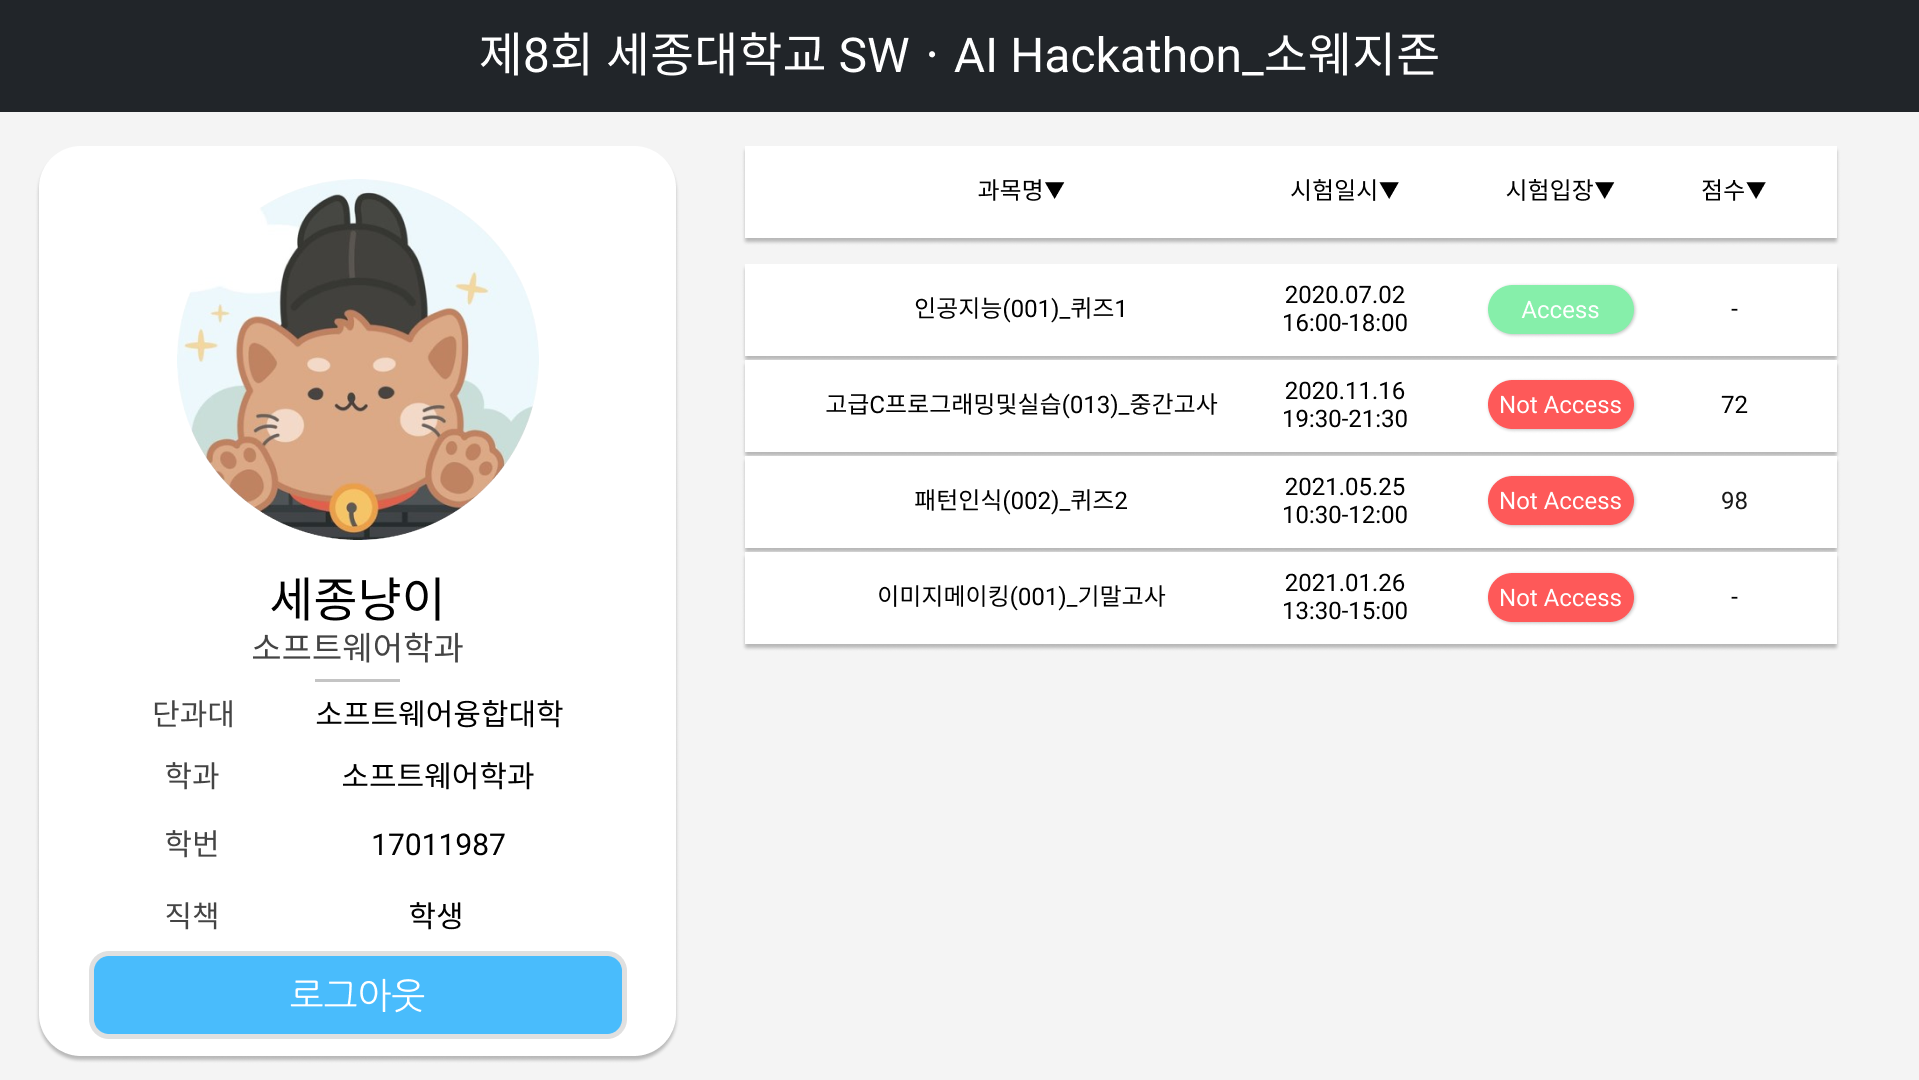 제8회 세종대학교 SW · AI Hackathon_소웨지존
세종냥이
소프트웨어학과
단과대 소프트웨어융합대학
학과 소프트웨어학과
학번 17011987
직책 학생
로그아웃
과목명▼ 시험일시▼ 시험입장▼ 점수▼
인공지능(001)_퀴즈1 2020.07.02 16:00-18:00 Access -
고급C프로그래밍및실습(013)_중간고사 2020.11.16 19:30-21:30 Not Access 72
패턴인식(002)_퀴즈2 2021.05.25 10:30-12:00 Not Access 98
이미지메이킹(001)_기말고사 2021.01.26 13:30-15:00 Not Access -